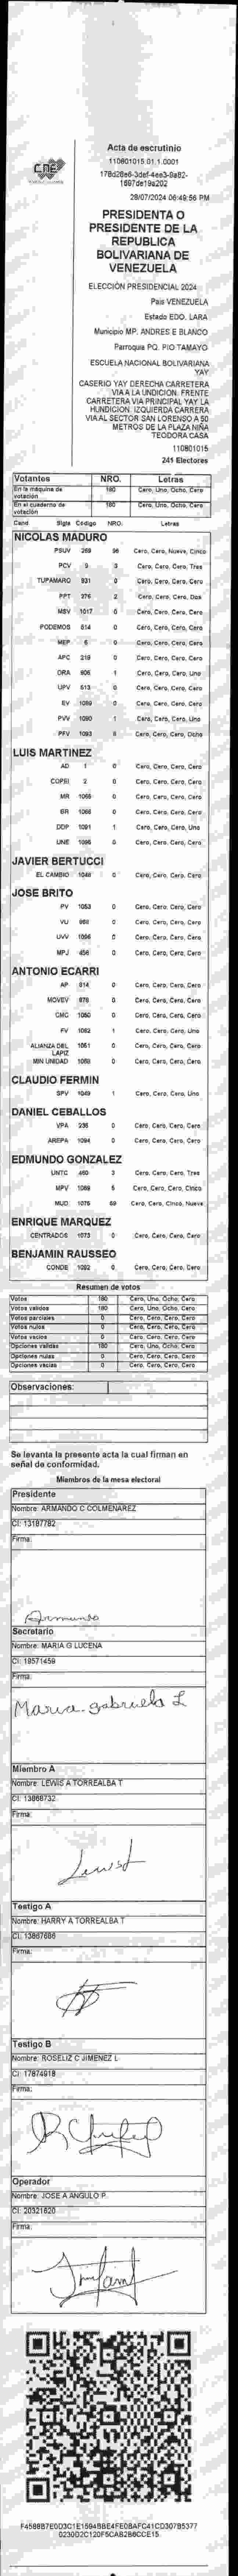 CNE
Acta de escrutinio
110801015.01.1.0001
28/07/2024 06:49:56 PM
PRESIDENTA O
PRESIDENTE DE LA
REPUBLICA
BOLIVARIANA DE
VENEZUELA
ELECCIÓN PRESIDENCIAL 2024
País VENEZUELA
Estado EDO. LARA
Municipio MP. ANDRES E BLANCO
Parroquia PQ. PIO TAMAYO
ESCUELA NACIONAL BOLIVARIANA
YAY
CASERIO YAY DERECHA CARRETERA
VIA A LA UNDICION. FRENTE
CARRETERA VIA PRINCIPAL YAY LA
HUNDICION. IZQUIERDA CARRERA
VIA AL SECTOR SAN LORENSO A 50
METROS DE LA PLAZA NIÑA
TEODORA CASA
110801015
245 Electores
Votantes NRO. Letras
En la máquina de votación 180 Cero, Uno, Ocho, Cero
En el cuaderno de votación 180 Cero, Uno, Ocho, Cero
Cand Sigla Código NRO. Letras
NICOLAS MADURO
PSUV 269 95 Cero, Cero, Nueve, Cinco
PCV 9 3 Cero, Cero, Cero, Tres
TUPAMARO 931 0 Cero, Cero, Cero, Cero
PPT 376 2 Cero, Cero, Cero, Dos
MSV 1017 0 Cero, Cero, Cero, Cero
PODEMOS 514 0 Cero, Cero, Cero, Cero
MEP 6 0 Cero, Cero, Cero, Cero
APC 219 0 Cero, Cero, Cero, Cero
ORA 806 1 Cero, Cero, Cero, Uno
UPV 513 0 Cero, Cero, Cero, Cero
EV 1089 0 Cero, Cero, Cero, Cero
PVV 1090 1 Cero, Cero, Cero, Uno
PFV 1093 8 Cero, Cero, Cero, Ocho
LUIS MARTINEZ
AD 1 0 Cero, Cero, Cero, Cero
COPEI 2 0 Cero, Cero, Cero, Cero
MR 1065 0 Cero, Cero, Cero, Cero
BR 1066 0 Cero, Cero, Cero, Cero
DDP 1091 1 Cero, Cero, Cero, Uno
UNE 1096 0 Cero, Cero, Cero, Cero
JAVIER BERTUCCI
EL CAMBIO 1048 0 Cero, Cero, Cero, Cero
JOSE BRITO
PV 1053 0 Cero, Cero, Cero, Cero
VU 968 0 Cero, Cero, Cero, Cero
UVV 1006 0 Cero, Cero, Cero, Cero
MPJ 456 0 Cero, Cero, Cero, Cero
ANTONIO ECARRI
AP 814 0 Cero, Cero, Cero, Cero
MOVEV 879 0 Cero, Cero, Cero, Cero
CMC 1050 0 Cero, Cero, Cero, Cero
FV 1082 1 Cero, Cero, Cero, Uno
ALIANZA DEL LAPIZ 1051 0 Cero, Cero, Cero, Cero
MIN UNIDAD 1083 0 Cero, Cero, Cero, Cero
CLAUDIO FERMIN
SPV 1049 1 Cero, Cero, Cero, Uno
DANIEL CEBALLOS
VPA 236 0 Cero, Cero, Cero, Cero
AREPA 1094 0 Cero, Cero, Cero, Cero
EDMUNDO GONZALEZ
UNTC 460 3 Cero, Cero, Cero, Tres
MPV 1069 5 Cero, Cero, Cero, Cinco
MUD 1075 59 Cero, Cero, Cinco, Nueve
ENRIQUE MARQUEZ
CENTRADOS 1073 0 Cero, Cero, Cero, Cero
BENJAMIN RAUSSEO
CONDE 1092 0 Cero, Cero, Cero, Cero
Resumen de votos
Votos 180 Cero, Uno, Ocho, Cero
Votos válidos 180 Cero, Uno, Ocho, Cero
Votos parciales 0 Cero, Cero, Cero, Cero
Votos nulos 0 Cero, Cero, Cero, Cero
Votos vacíos 0 Cero, Cero, Cero, Cero
Opciones válidas 180 Cero, Uno, Ocho, Cero
Opciones nulas 0 Cero, Cero, Cero, Cero
Opciones vacías 0 Cero, Cero, Cero, Cero
Observaciones:
Se levanta la presente acta la cual firman en
señal de conformidad.
Miembros de la mesa electoral
Presidente
Nombre: ARMANDO C COLMENAREZ
CI: 13187782
Firma:
Armando
Secretario
Nombre: MARIA G LUCENA
CI: 19571459
Firma:
Maria gabriela L
Miembro A
Nombre: LEWIS A TORREALBA T
CI: 13868732
Firma:
Lewis T
Testigo A
Nombre: HARRY A TORREALBA T
CI: 13867686
Firma:
Testigo B
Nombre: ROSELIZ C JIMENEZ L
CI: 17874918
Firma:
Operador
Nombre: JOSE A ANGULO P
CI: 20321620
Firma: